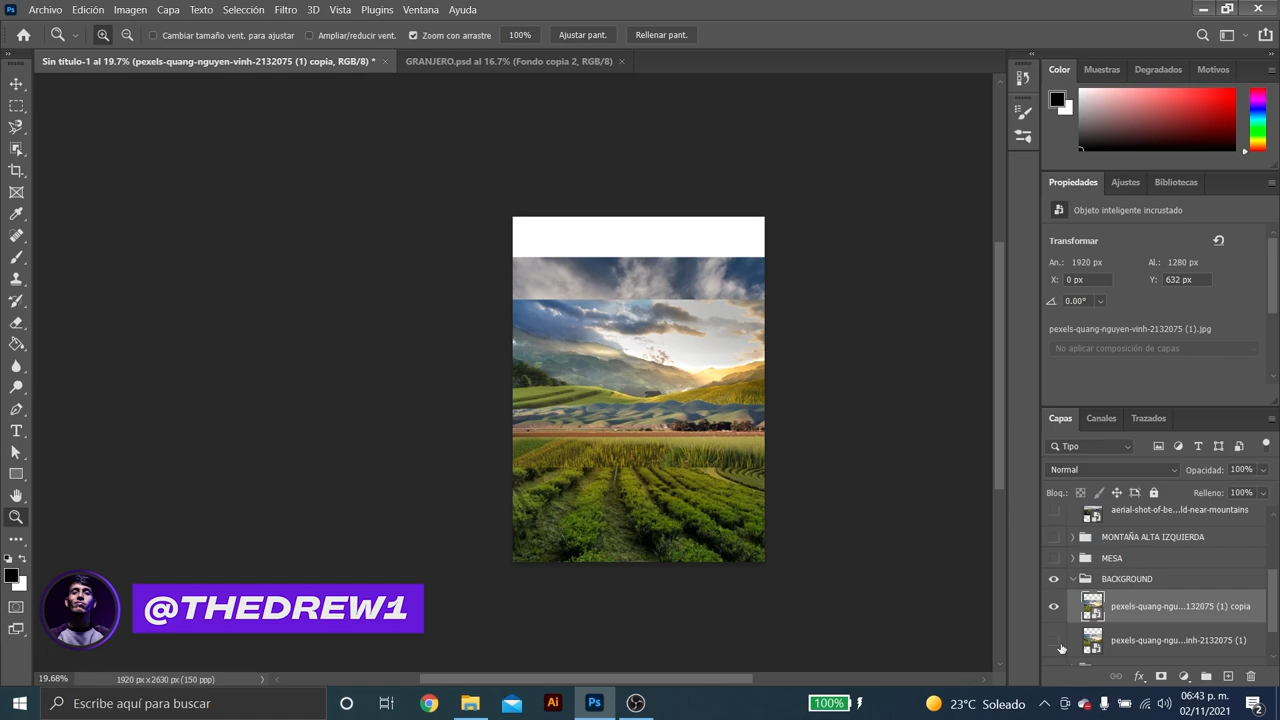 Archivo Edición Imagen Capa Texto Selección Filtro 3D Vista Plugins Ventana Ayuda
Cambiar tamaño vent. para ajustar Ampliar/reducir vent. Zoom con arrastre 100% Ajustar pant. Rellenar pant.
Sin título-1 al 19.7% (pexels-quang-nguyen-vinh-2132075 (1) copia, RGB/8) * × GRANJERO.psd al 16.7% (Fondo copia 2, RGB/8) ×
Color Muestras Degradados Motivos
Propiedades Ajustes Bibliotecas
Objeto inteligente incrustado
Transformar
An.: 1920 px Al.: 1280 px
X: 0 px Y: 632 px
0.00°
pexels-quang-nguyen-vinh-2132075 (1).jpg
No aplicar composición de capas
Capas Canales Trazados
Tipo
Normal Opacidad: 100%
Bloq.: Relleno: 100%
aerial-shot-of-be...ld-near-mountains
MONTAÑA ALTA IZQUIERDA
MESA
BACKGROUND
pexels-quang-ngu...132075 (1) copia
pexels-quang-ngu...inh-2132075 (1)
@THEDREW1
19.68% 1920 px x 2630 px (150 ppp)
Escribe aquí para buscar
Ai Ps
100% 23°C Soleado 06:43 p. m.
02/11/2021
2